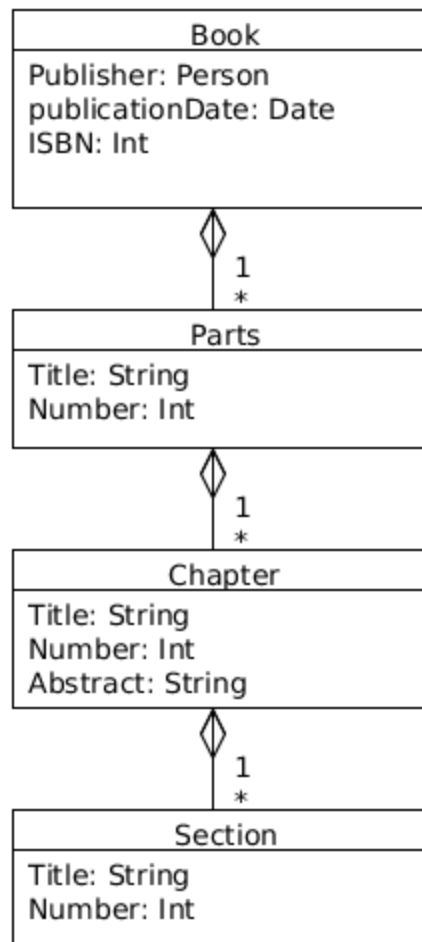 Book
Publisher: Person
publicationDate: Date
ISBN: Int
1
*
Parts
Title: String
Number: Int
1
*
Chapter
Title: String
Number: Int
Abstract: String
1
*
Section
Title: String
Number: Int